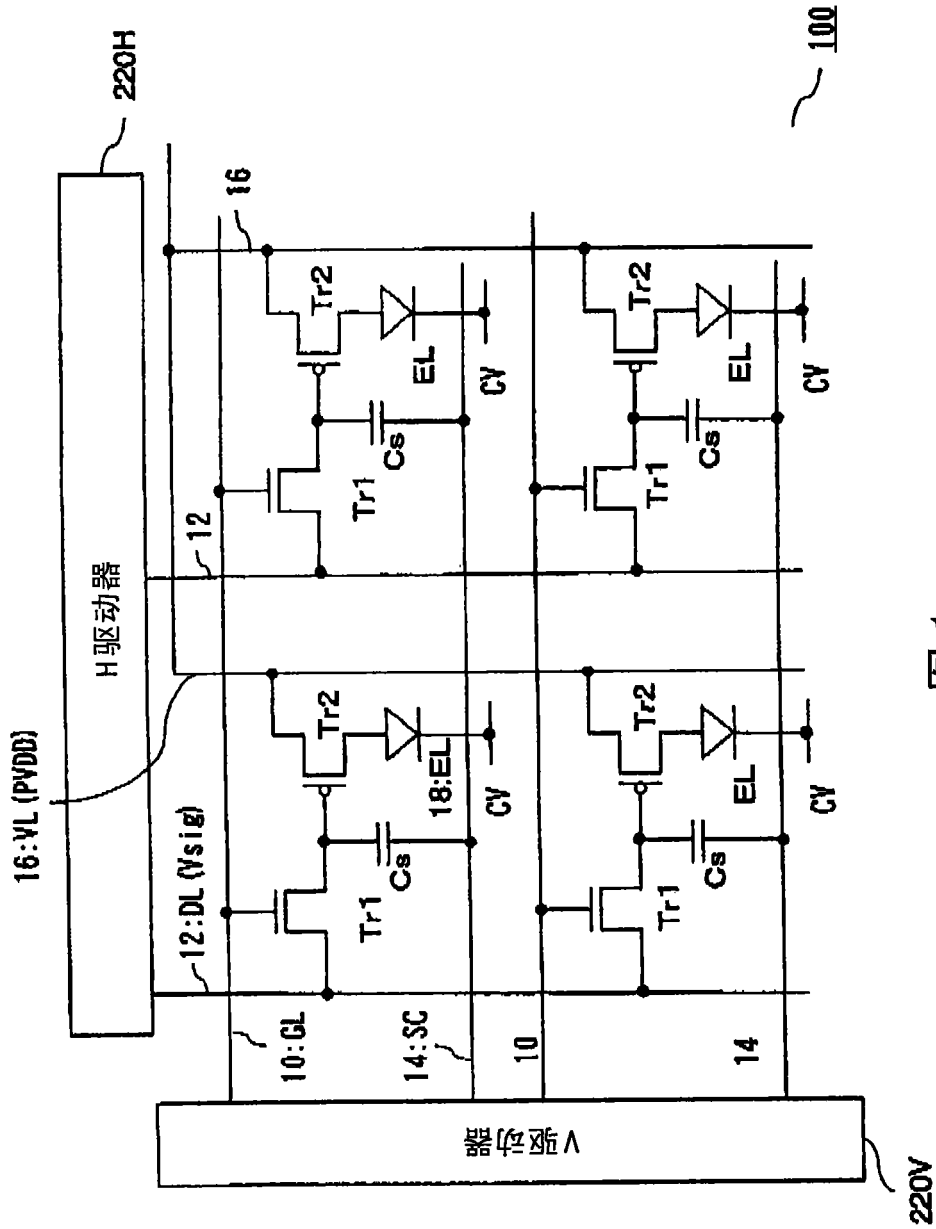 220H
16:VL(PVDD)
H驱动器
12:DL(Vsig)
12
16
10:GL
Tr1
Tr2
Cs
18:EL
CV
Tr1
Tr2
Cs
EL
CV
14:SC
10
Tr1
Tr2
Cs
EL
CV
Tr1
Tr2
Cs
EL
CV
14
V驱动器
220V
100